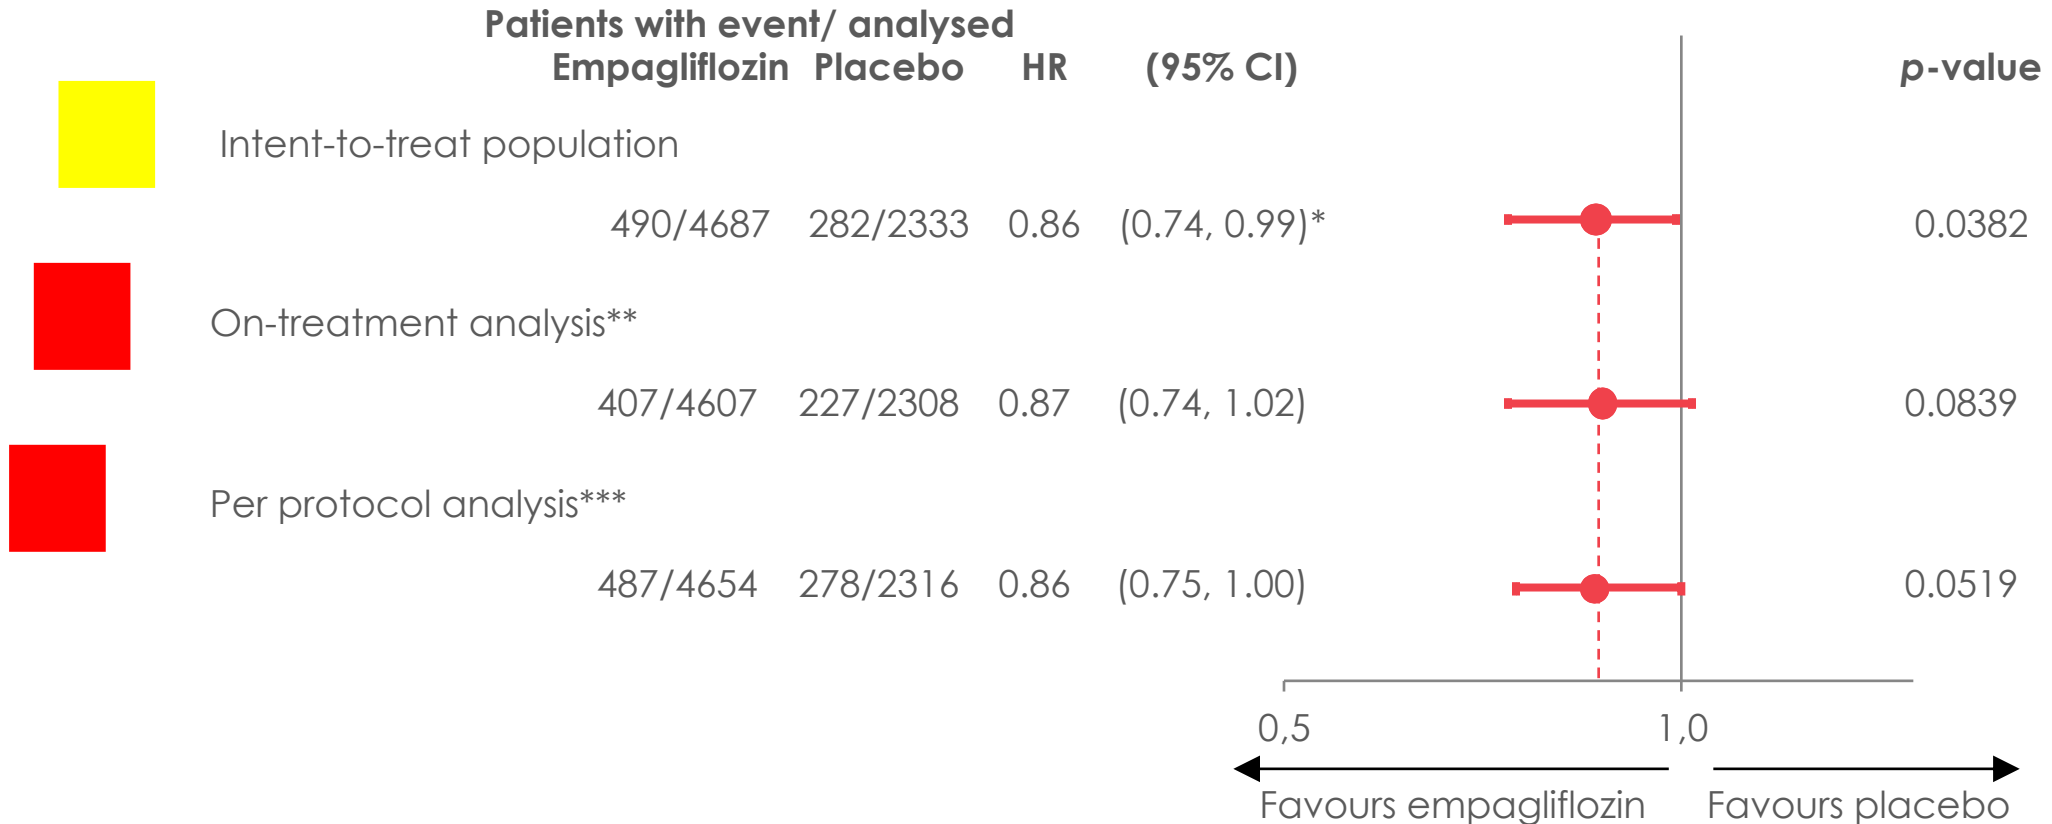 Patients with event/ analysed
Empagliflozin Placebo HR (95% CI) p-value
Intent-to-treat population
490/4687 282/2333 0.86 (0.74, 0.99)* 0.0382
On-treatment analysis**
407/4607 227/2308 0.87 (0.74, 1.02) 0.0839
Per protocol analysis***
487/4654 278/2316 0.86 (0.75, 1.00) 0.0519
0,5 1,0
Favours empagliflozin Favours placebo